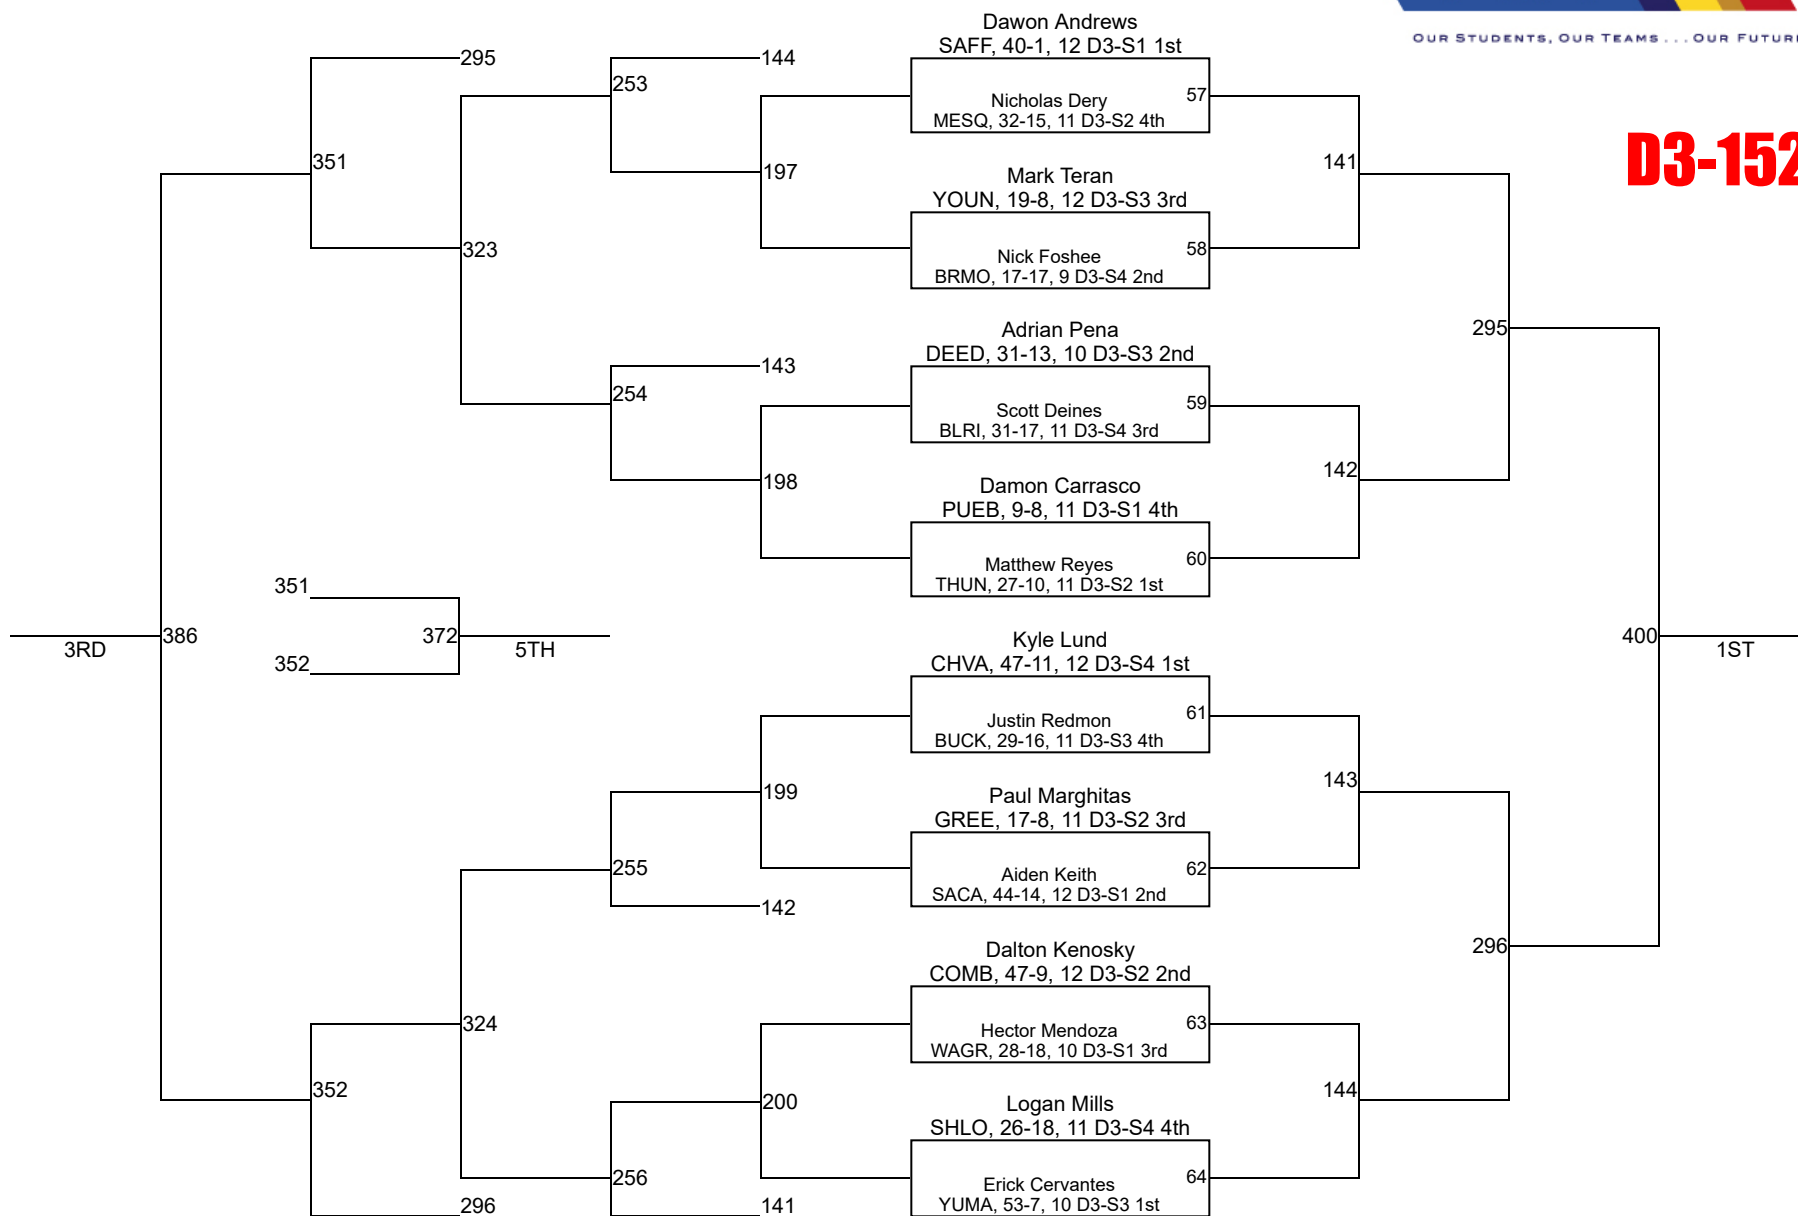 OUR STUDENTS, OUR TEAMS...OUR FUTURE
D3-152
Dawon Andrews
SAFF, 40-1, 12 D3-S1 1st
295
144
253
Nicholas Dery
57
MESQ, 32-15, 11 D3-S2 4th
351
197
141
Mark Teran
YOUN, 19-8, 12 D3-S3 3rd
323
Nick Foshee
58
BRMO, 17-17, 9 D3-S4 2nd
Adrian Pena
295
DEED, 31-13, 10 D3-S3 2nd
143
254
Scott Deines
59
BLRI, 31-17, 11 D3-S4 3rd
198
142
Damon Carrasco
PUEB, 9-8, 11 D3-S1 4th
Matthew Reyes
60
THUN, 27-10, 11 D3-S2 1st
351
3RD
386
372
5TH
400
1ST
352
Kyle Lund
CHVA, 47-11, 12 D3-S4 1st
Justin Redmon
61
BUCK, 29-16, 11 D3-S3 4th
199
143
Paul Marghitas
GREE, 17-8, 11 D3-S2 3rd
255
Aiden Keith
62
SACA, 44-14, 12 D3-S1 2nd
142
Dalton Kenosky
296
COMB, 47-9, 12 D3-S2 2nd
324
Hector Mendoza
63
WAGR, 28-18, 10 D3-S1 3rd
352
200
144
Logan Mills
SHLO, 26-18, 11 D3-S4 4th
256
Erick Cervantes
64
YUMA, 53-7, 10 D3-S3 1st
296
141